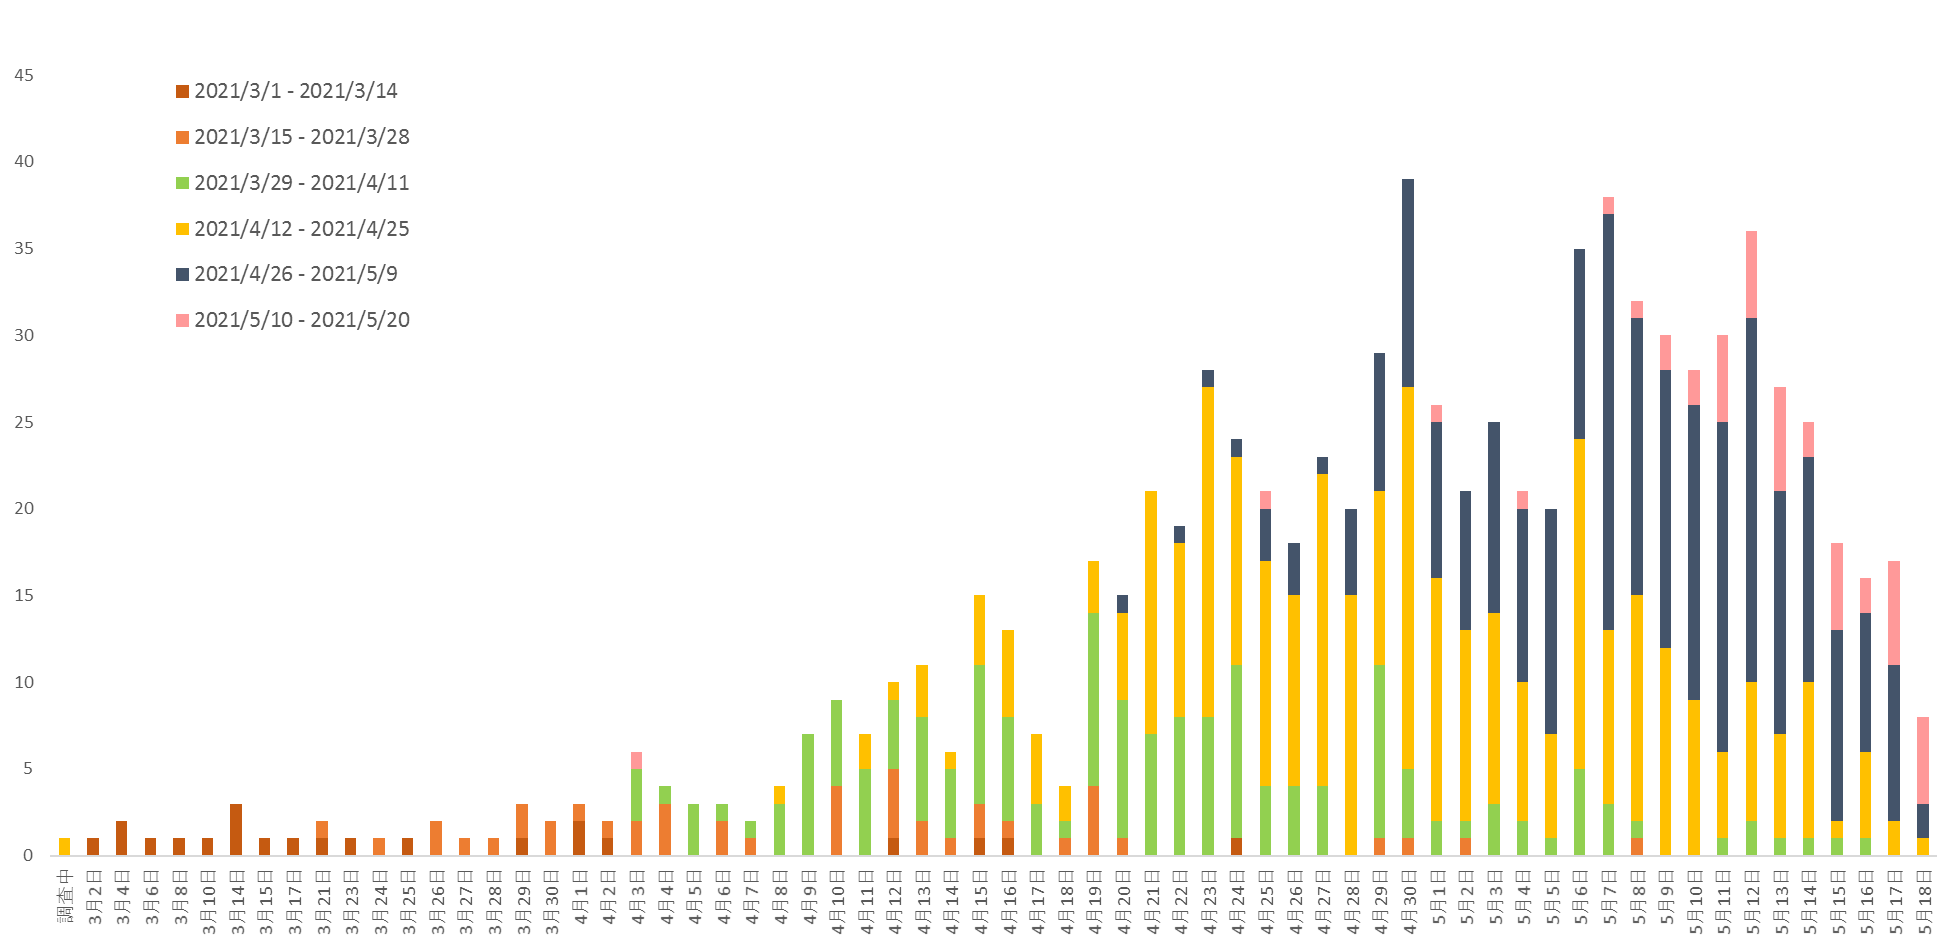 45
40
35
30
25
20
15
10
5
0
2021/3/1 - 2021/3/14
2021/3/15 - 2021/3/28
2021/3/29 - 2021/4/11
2021/4/12 - 2021/4/25
2021/4/26 - 2021/5/9
2021/5/10 - 2021/5/20
調査中
3月2日
3月4日
3月6日
3月8日
3月10日
3月14日
3月15日
3月17日
3月21日
3月23日
3月24日
3月25日
3月26日
3月27日
3月28日
3月29日
3月30日
4月1日
4月2日
4月3日
4月4日
4月5日
4月6日
4月7日
4月8日
4月9日
4月10日
4月11日
4月12日
4月13日
4月14日
4月15日
4月16日
4月17日
4月18日
4月19日
4月20日
4月21日
4月22日
4月23日
4月24日
4月25日
4月26日
4月27日
4月28日
4月29日
4月30日
5月1日
5月2日
5月3日
5月4日
5月5日
5月6日
5月7日
5月8日
5月9日
5月10日
5月11日
5月12日
5月13日
5月14日
5月15日
5月16日
5月17日
5月18日